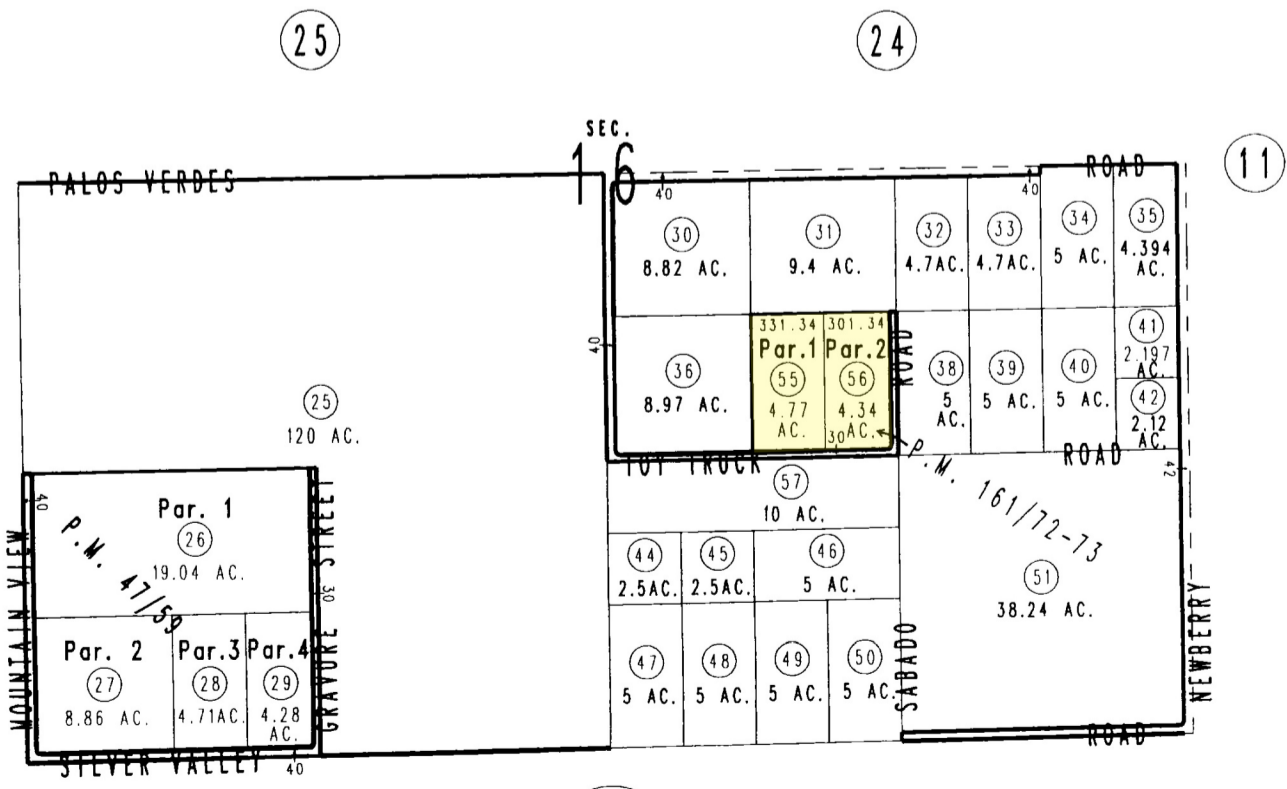 25
24
11
SEC.
16
PALOS VERDES
ROAD
40
40
30
8.82 AC.
31
9.4 AC.
32
4.7AC.
33
4.7AC.
34
5 AC.
35
4.394
AC.
40
36
8.97 AC.
331.34
Par.1
55
4.77
AC.
301.34
Par.2
56
4.34
AC.
30
ROAD
38
5
AC.
39
5 AC.
40
5 AC.
41
2.197
AC.
42
2.12
AC.
TOY TRUCK
ROAD
42
P.M. 161/72-73
25
120 AC.
57
10 AC.
44
2.5AC.
45
2.5AC.
46
5 AC.
51
38.24 AC.
47
5 AC.
48
5 AC.
49
5 AC.
50
5 AC.
SABADO
NEWBERRY
ROAD
40
Par. 1
26
19.04 AC.
P.M. 47/59
30
Par. 2
27
8.86 AC.
Par.3
28
4.71AC.
Par.4
29
4.28
AC.
MOUNTAIN VIEW
GRAVURE STREET
SILVER VALLEY
40